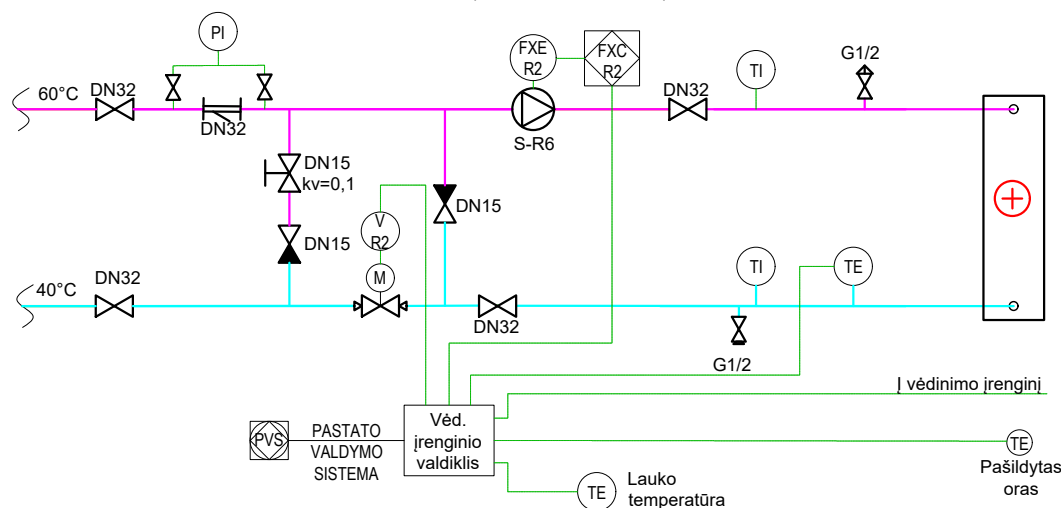 PI
FXE
R2
FXC
R2
TI
G1/2
60°C
DN32
DN32
S-R6
DN32
DN15
kv=0,1
DN15
V
R2
DN15
M
40°C
DN32
DN32
TI
TE
G1/2
Į vėdinimo įrenginį
PVS
PASTATO
VALDYMO
SISTEMA
Vėd.
įrenginio
valdiklis
TE
Pašildytas
oras
TE
Lauko
temperatūra